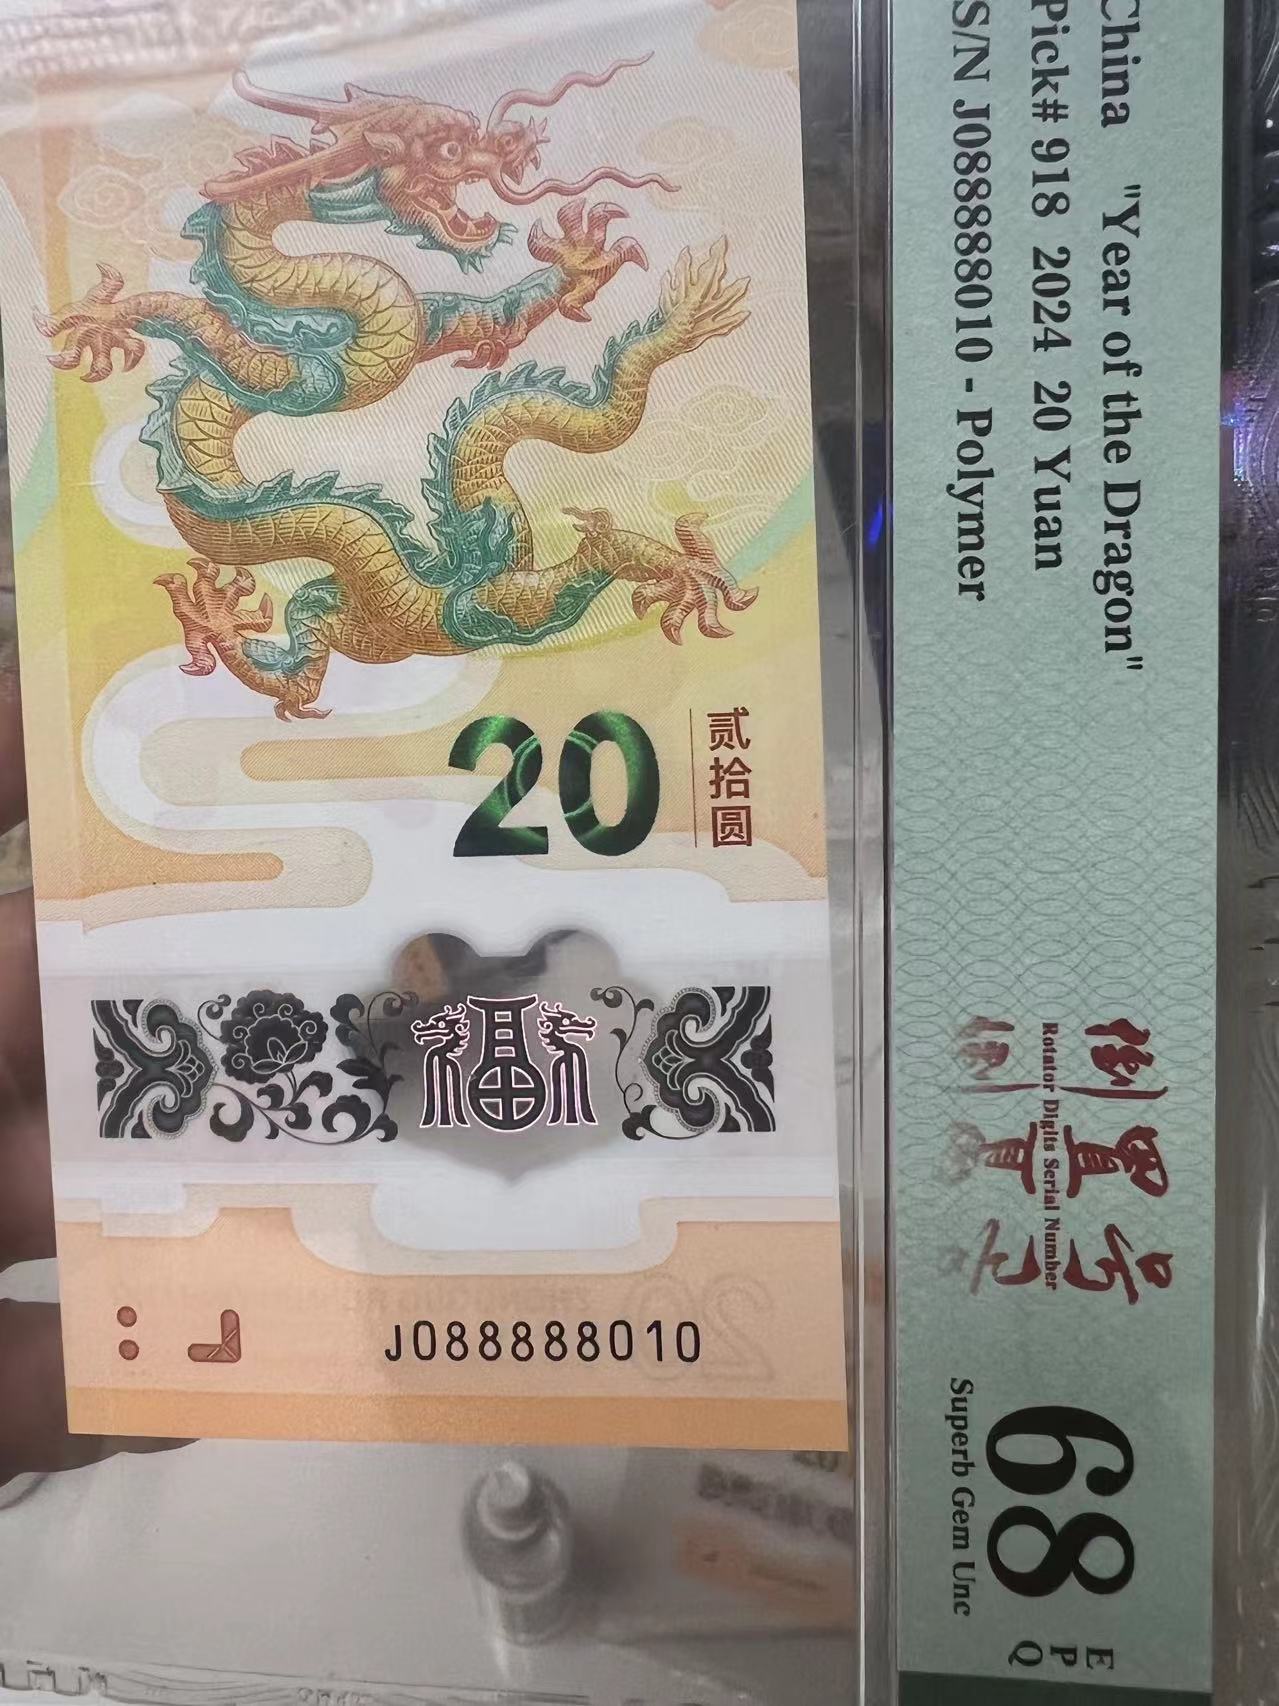 China "Year of the Dragon"
Pick# 918 2024 20 Yuan
S/N J088888010 - Polymer
倒置号
Rotator Digits Serial Number
68
EPQ
Superb Gem Unc
20
贰拾圆
福
J088888010